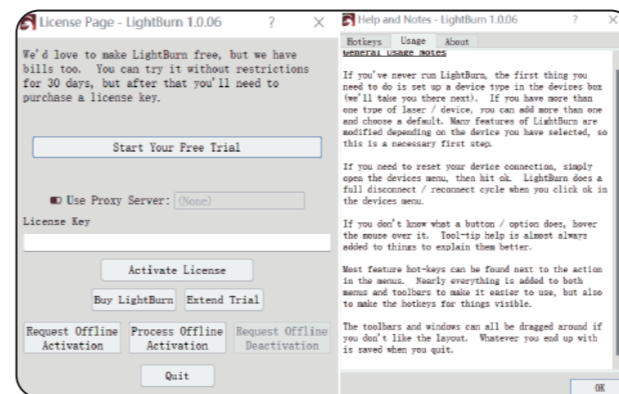 License Page - LightBurn 1.0.06 ? ×
We'd love to make LightBurn free, but we have
bills too. You can try it without restrictions
for 30 days, but after that you'll need to
purchase a license key.
Start Your Free Trial
Use Proxy Server: (None)
License Key
Activate License
Buy LightBurn Extend Trial
Request Offline Activation Process Offline Activation Request Offline Deactivation
Quit
Help and Notes - LightBurn 1.0.06 ? ×
Hotkeys Usage About
General Usage Notes
If you've never run LightBurn, the first thing you
need to do is set up a device type in the devices box
(we'll take you there next). If you have more than
one type of laser / device, you can add more than one
and choose a default. Many features of LightBurn are
modified depending on the device you have selected, so
this is a necessary first step.
If you need to reset your device connection, simply
open the devices menu, then hit ok. LightBurn does a
full disconnect / reconnect cycle when you click ok in
the devices menu.
If you don't know what a button / option does, hover
the mouse over it. Tool-tip help is almost always
added to things to explain them better.
Most feature hot-keys can be found next to the action
in the menus. Nearly everything is added to both
menus and toolbars to make it easier to use, but also
to make the hotkeys for things visible.
The toolbars and windows can all be dragged around if
you don't like the layout. Whatever you end up with
is saved when you quit.
OK